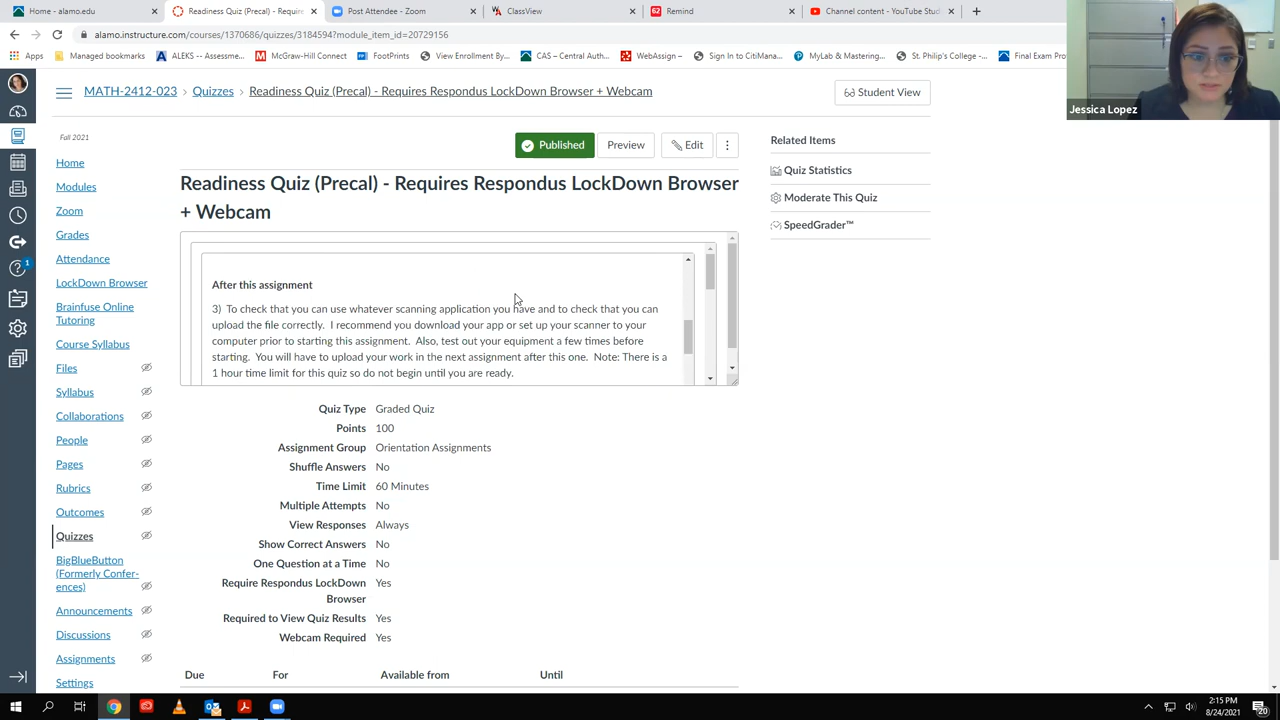 Home - alamo.edu
Readiness Quiz (Precal) - Require
Post Attendee - Zoom
ClassView
Remind
Channel content - YouTube Stud
alamo.instructure.com/courses/1370686/quizzes/3184594?module_item_id=20729156
Apps
Managed bookmarks
ALEKS -- Assessme...
McGraw-Hill Connect
FootPrints
View Enrollment By...
CAS – Central Auth...
WebAssign –
Sign In to CitiMana...
MyLab & Mastering...
St. Philip's College -...
Final Exam Pro
Jessica Lopez
MATH-2412-023 > Quizzes > Readiness Quiz (Precal) - Requires Respondus LockDown Browser + Webcam
Student View
Fall 2021
Home
Modules
Zoom
Grades
Attendance
LockDown Browser
Brainfuse Online
Tutoring
Course Syllabus
Files
Syllabus
Collaborations
People
Pages
Rubrics
Outcomes
Quizzes
BigBlueButton
(Formerly Confer-
ences)
Announcements
Discussions
Assignments
Settings
1
Published
Preview
Edit
Readiness Quiz (Precal) - Requires Respondus LockDown Browser
+ Webcam
After this assignment
3) To check that you can use whatever scanning application you have and to check that you can
upload the file correctly. I recommend you download your app or set up your scanner to your
computer prior to starting this assignment. Also, test out your equipment a few times before
starting. You will have to upload your work in the next assignment after this one. Note: There is a
1 hour time limit for this quiz so do not begin until you are ready.
Quiz Type Graded Quiz
Points 100
Assignment Group Orientation Assignments
Shuffle Answers No
Time Limit 60 Minutes
Multiple Attempts No
View Responses Always
Show Correct Answers No
One Question at a Time No
Require Respondus LockDown Yes
Browser
Required to View Quiz Results Yes
Webcam Required Yes
Due For Available from Until
Related Items
Quiz Statistics
Moderate This Quiz
SpeedGrader™
2:15 PM
8/24/2021
20